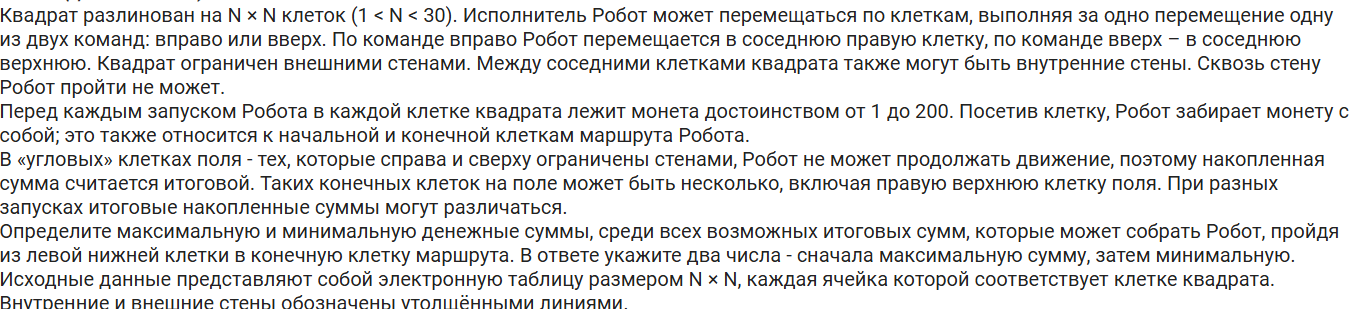 Квадрат разлинован на N × N клеток (1 < N < 30). Исполнитель Робот может перемещаться по клеткам, выполняя за одно перемещение одну
из двух команд: вправо или вверх. По команде вправо Робот перемещается в соседнюю правую клетку, по команде вверх – в соседнюю
верхнюю. Квадрат ограничен внешними стенами. Между соседними клетками квадрата также могут быть внутренние стены. Сквозь стену
Робот пройти не может.
Перед каждым запуском Робота в каждой клетке квадрата лежит монета достоинством от 1 до 200. Посетив клетку, Робот забирает монету с
собой; это также относится к начальной и конечной клеткам маршрута Робота.
В «угловых» клетках поля - тех, которые справа и сверху ограничены стенами, Робот не может продолжать движение, поэтому накопленная
сумма считается итоговой. Таких конечных клеток на поле может быть несколько, включая правую верхнюю клетку поля. При разных
запусках итоговые накопленные суммы могут различаться.
Определите максимальную и минимальную денежные суммы, среди всех возможных итоговых сумм, которые может собрать Робот, пройдя
из левой нижней клетки в конечную клетку маршрута. В ответе укажите два числа - сначала максимальную сумму, затем минимальную.
Исходные данные представляют собой электронную таблицу размером N × N, каждая ячейка которой соответствует клетке квадрата.
Внутренние и внешние стены обозначены утолщёнными линиями.